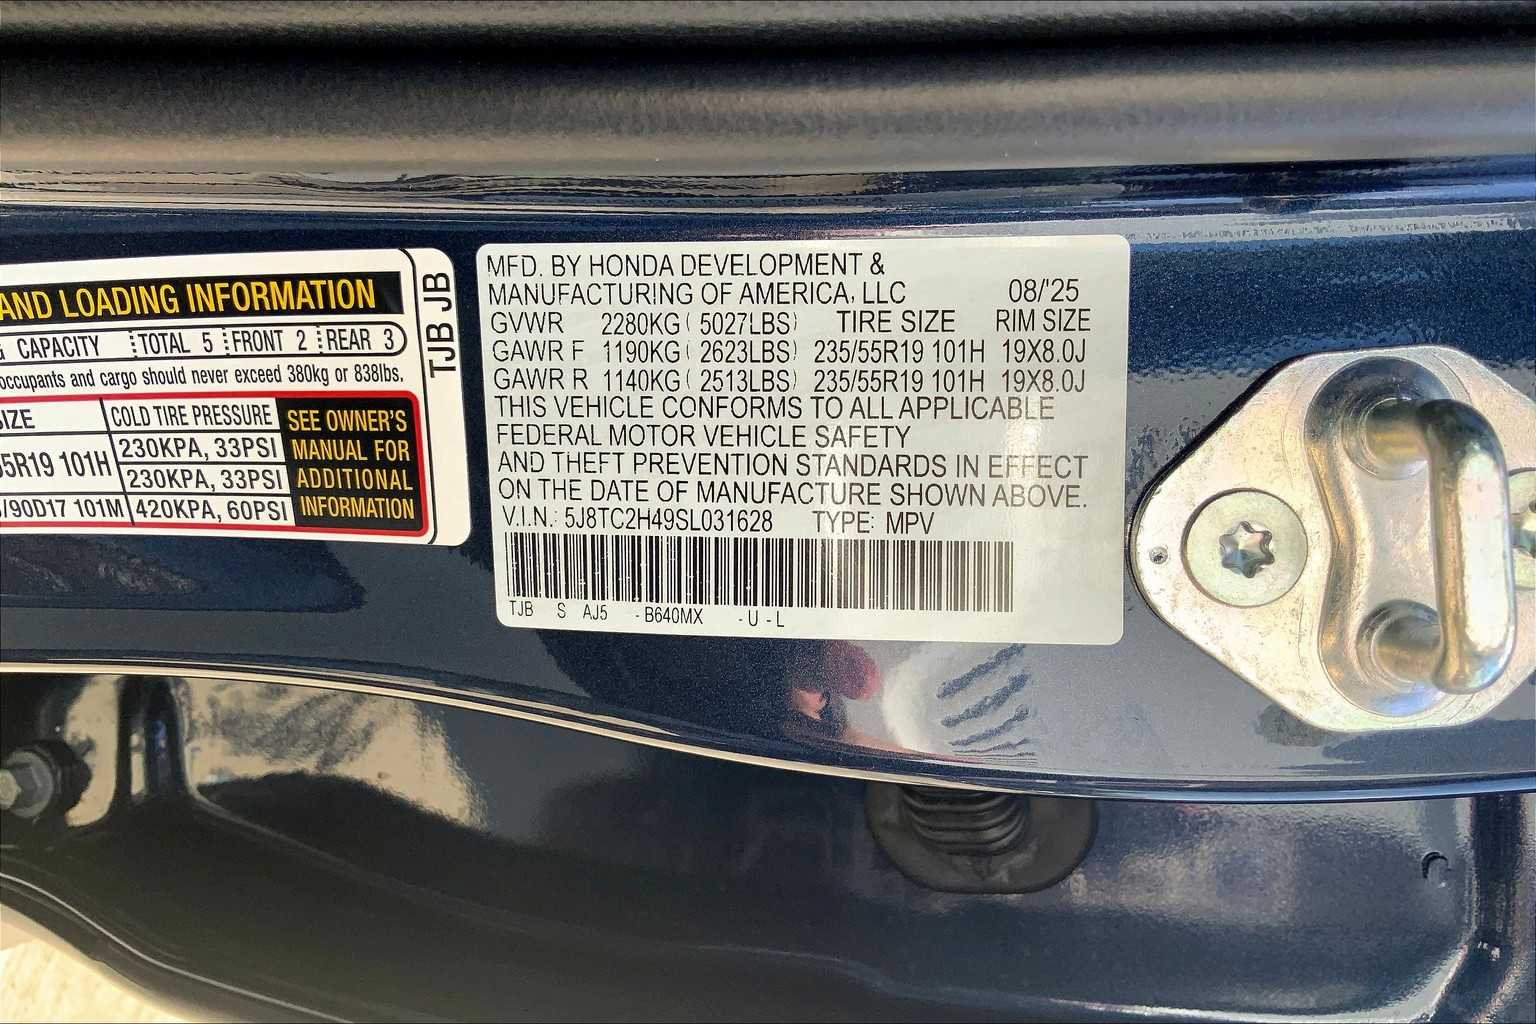 AND LOADING INFORMATION
CAPACITY TOTAL 5 FRONT 2 REAR 3
occupants and cargo should never exceed 380kg or 838lbs.
COLD TIRE PRESSURE
101H 230KPA, 33PSI
230KPA, 33PSI
101M 420KPA, 60PSI
SEE OWNER'S
MANUAL FOR
ADDITIONAL
INFORMATION
TJB JB
MFD. BY HONDA DEVELOPMENT &
MANUFACTURING OF AMERICA, LLC 08/'25
GVWR 2280KG( 5027LBS) TIRE SIZE RIM SIZE
GAWR F 1190KG( 2623LBS) 235/55R19 101H 19X8.0J
GAWR R 1140KG( 2513LBS) 235/55R19 101H 19X8.0J
THIS VEHICLE CONFORMS TO ALL APPLICABLE
FEDERAL MOTOR VEHICLE SAFETY
AND THEFT PREVENTION STANDARDS IN EFFECT
ON THE DATE OF MANUFACTURE SHOWN ABOVE.
V.I.N.: 5J8TC2H49SL031628 TYPE: MPV
TJB S AJ5 -B640MX -U -L